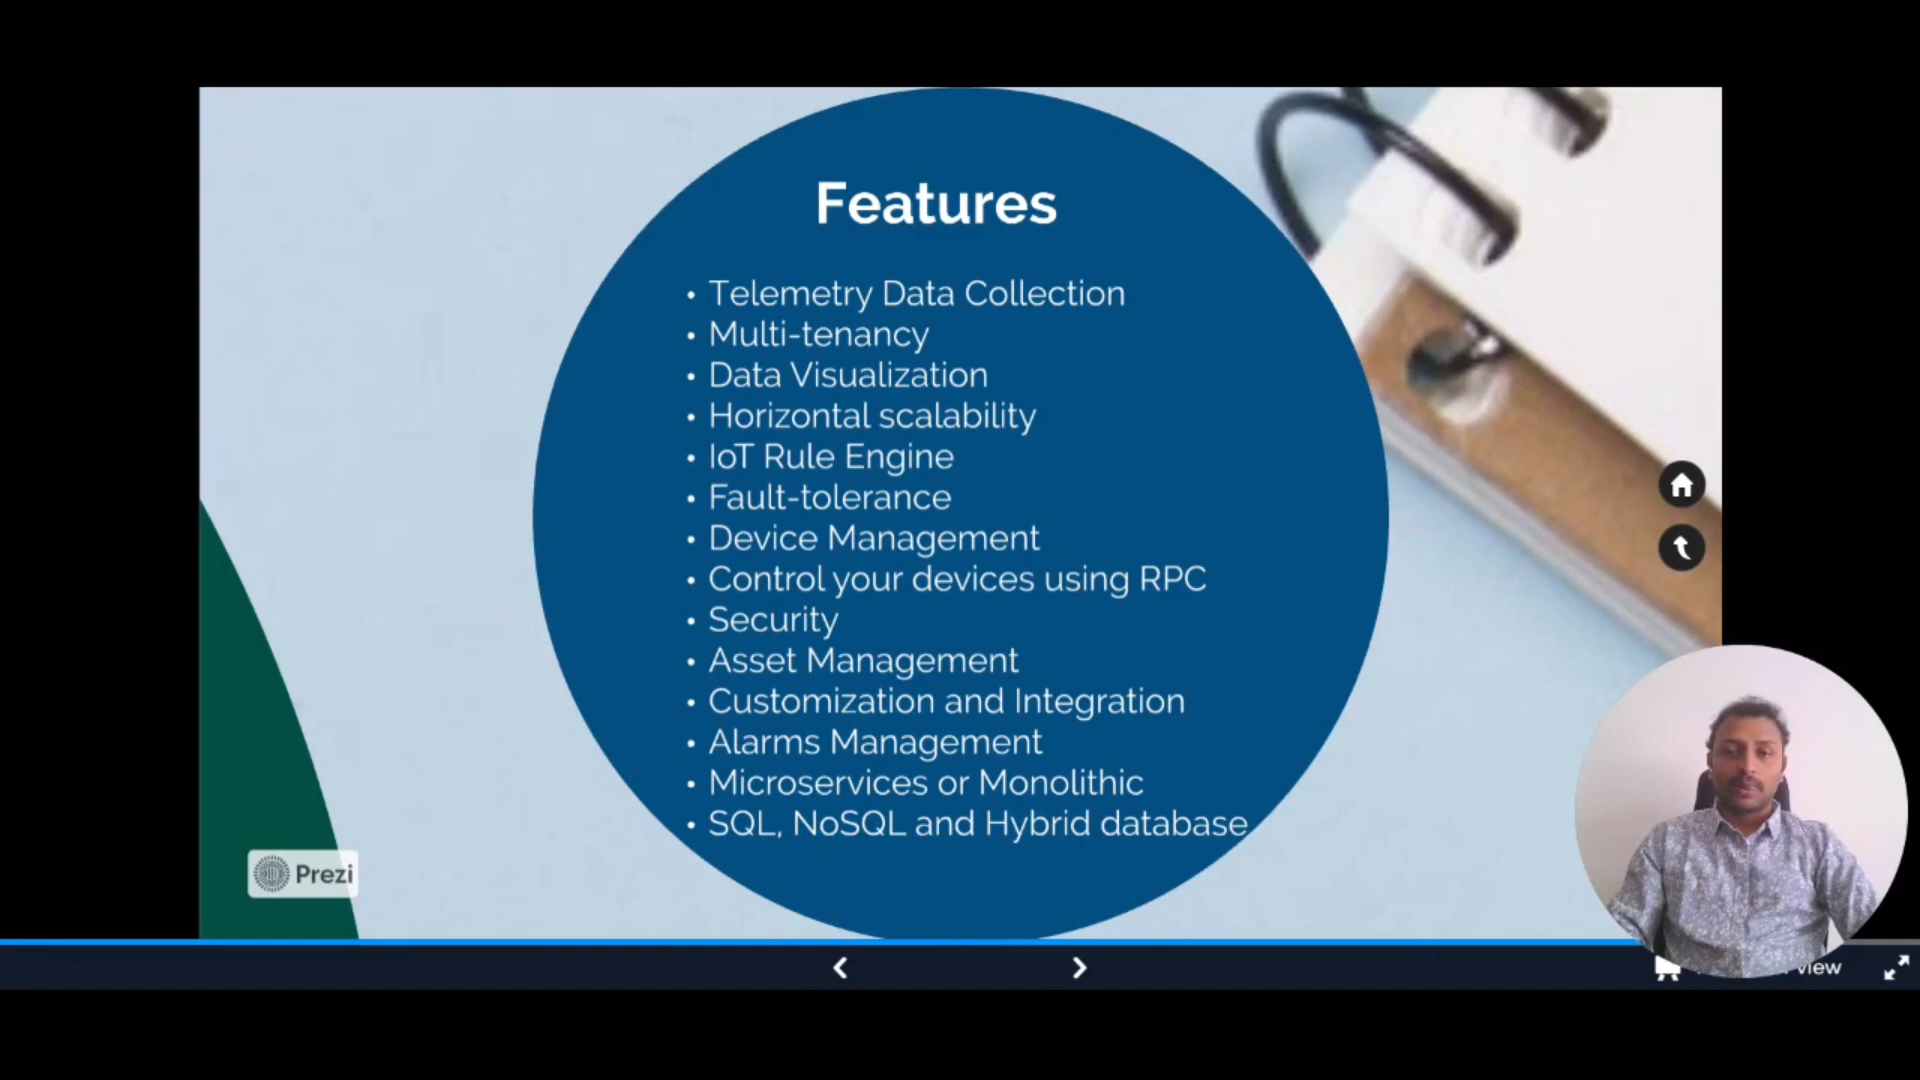 Features
• Telemetry Data Collection
• Multi-tenancy
• Data Visualization
• Horizontal scalability
• IoT Rule Engine
• Fault-tolerance
• Device Management
• Control your devices using RPC
• Security
• Asset Management
• Customization and Integration
• Alarms Management
• Microservices or Monolithic
• SQL, NoSQL and Hybrid database
Prezi
view